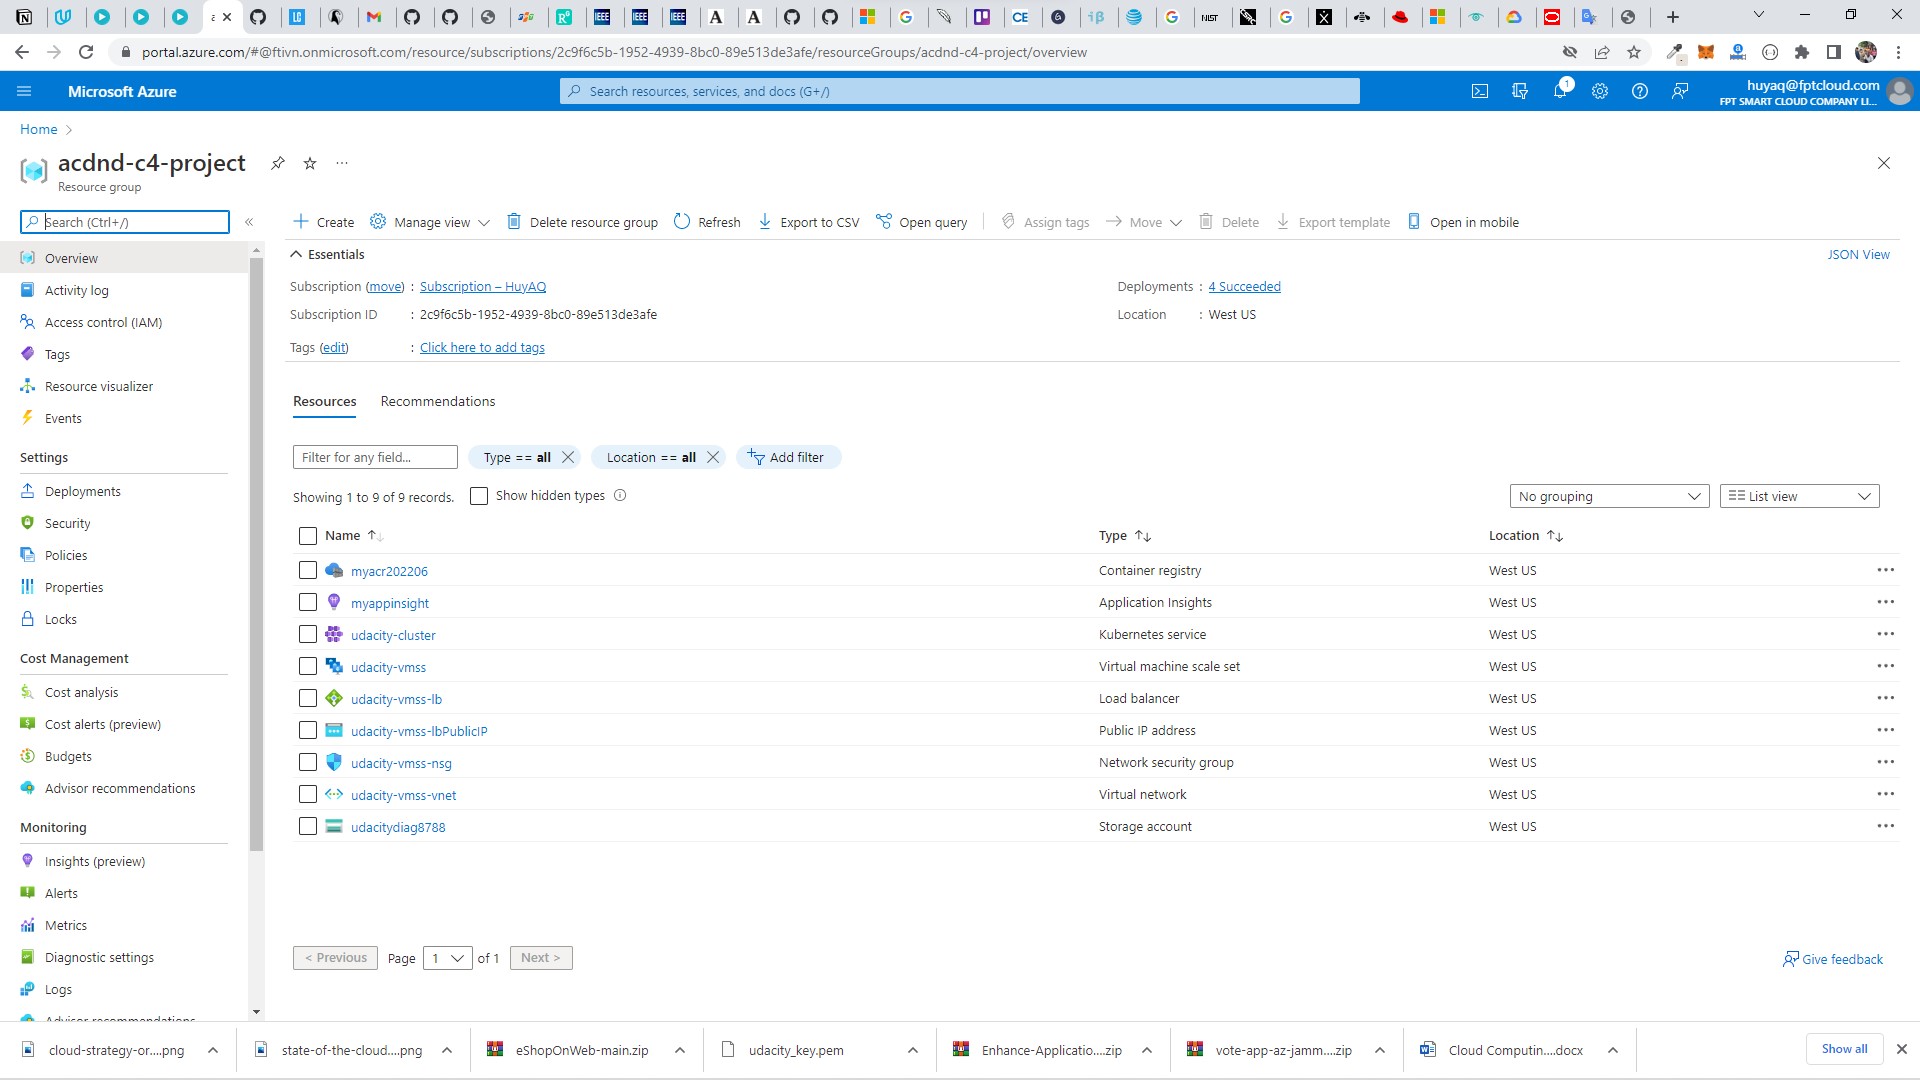 portal.azure.com/#@ftivn.onmicrosoft.com/resource/subscriptions/2c9f6c5b-1952-4939-8bc0-89e513de3afe/resourceGroups/acdnd-c4-project/overview
Microsoft Azure
Search resources, services, and docs (G+/)
1
huyaq@fptcloud.com
FPT SMART CLOUD COMPANY LI...
Home
acdnd-c4-project
Resource group
Search (Ctrl+/)
Create
Manage view
Delete resource group
Refresh
Export to CSV
Open query
Assign tags
Move
Delete
Export template
Open in mobile
Overview
Activity log
Access control (IAM)
Tags
Resource visualizer
Events
Settings
Deployments
Security
Policies
Properties
Locks
Cost Management
Cost analysis
Cost alerts (preview)
Budgets
Advisor recommendations
Monitoring
Insights (preview)
Alerts
Metrics
Diagnostic settings
Logs
Advisor recommendations
Essentials
JSON View
Subscription (move) : Subscription – HuyAQ
Deployments : 4 Succeeded
Subscription ID : 2c9f6c5b-1952-4939-8bc0-89e513de3afe
Location : West US
Tags (edit) : Click here to add tags
Resources
Recommendations
Filter for any field...
Type == all
Location == all
Add filter
Showing 1 to 9 of 9 records.
Show hidden types
No grouping
List view
Name
Type
Location
myacr202206 Container registry West US
myappinsight Application Insights West US
udacity-cluster Kubernetes service West US
udacity-vmss Virtual machine scale set West US
udacity-vmss-lb Load balancer West US
udacity-vmss-lbPublicIP Public IP address West US
udacity-vmss-nsg Network security group West US
udacity-vmss-vnet Virtual network West US
udacitydiag8788 Storage account West US
< Previous
Page 1 of 1
Next >
Give feedback
cloud-strategy-or....png
state-of-the-cloud....png
eShopOnWeb-main.zip
udacity_key.pem
Enhance-Applicatio....zip
vote-app-az-jamm....zip
Cloud Computin....docx
Show all